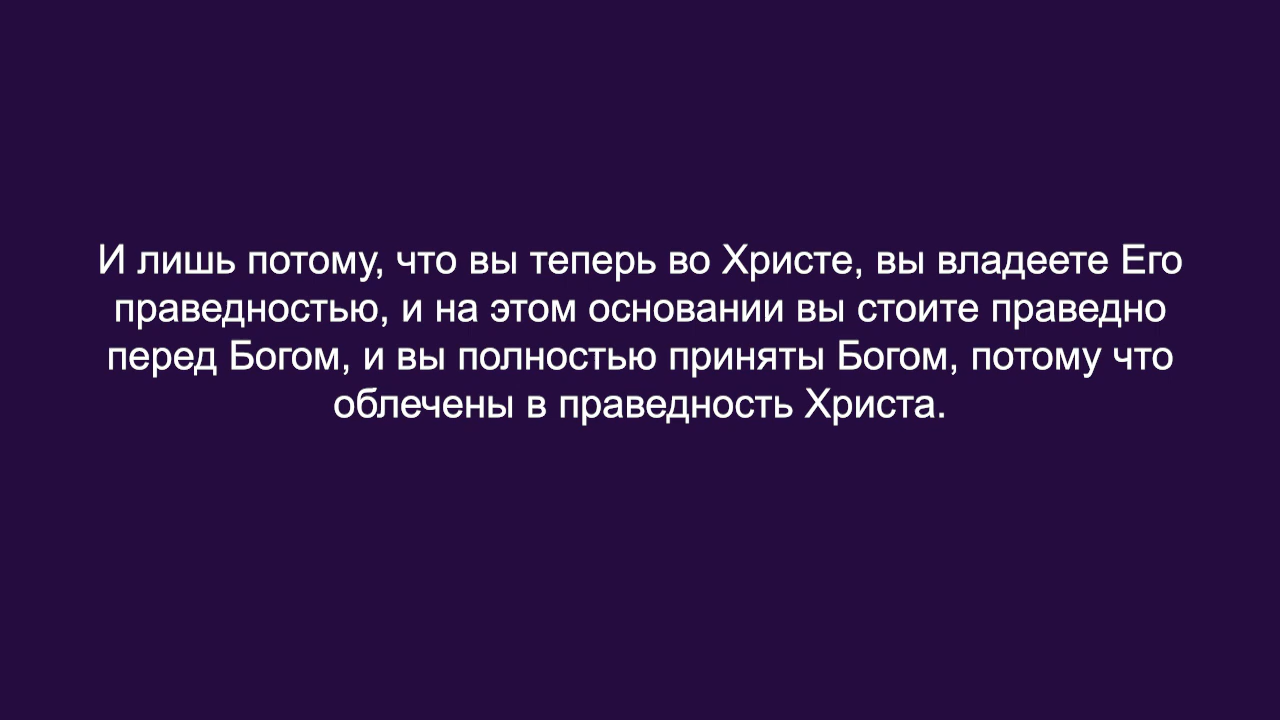 И лишь потому, что вы теперь во Христе, вы владеете Его
праведностью, и на этом основании вы стоите праведно
перед Богом, и вы полностью приняты Богом, потому что
облечены в праведность Христа.